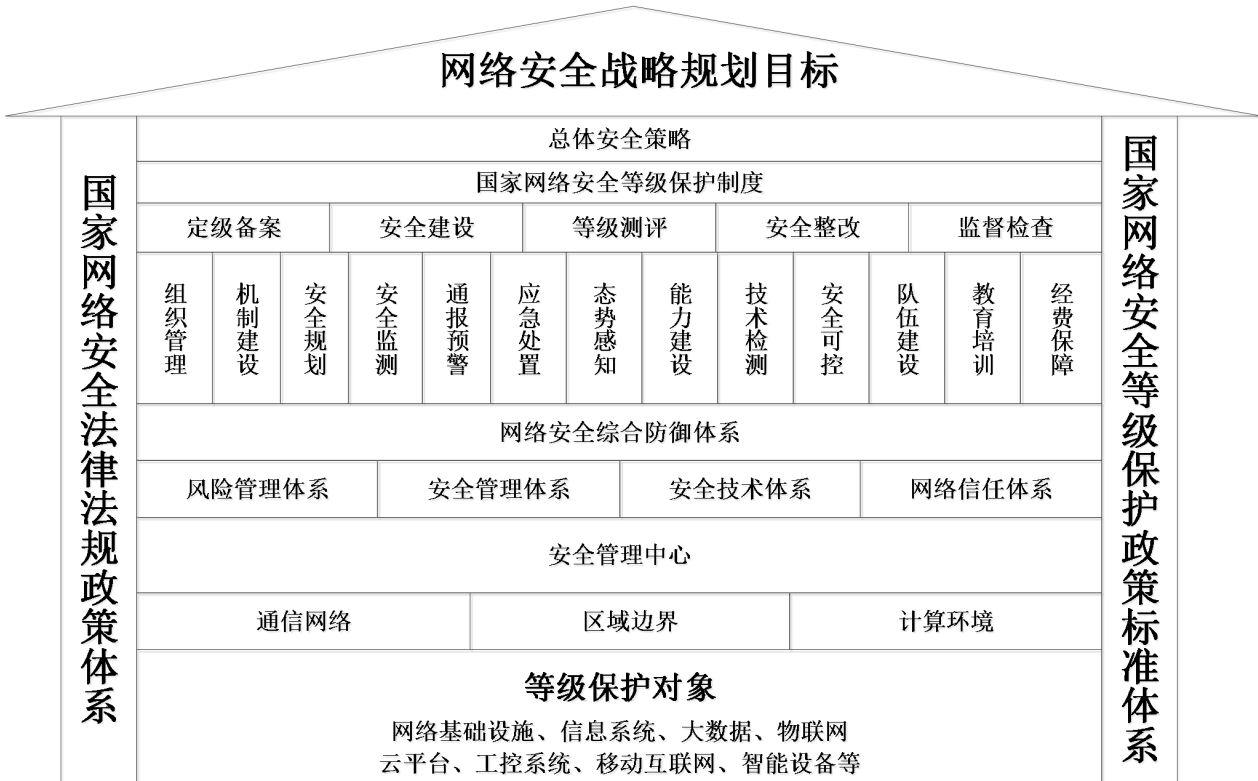 网络安全战略规划目标
国家网络安全法律法规政策体系
总体安全策略
国家网络安全等级保护制度
定级备案
安全建设
等级测评
安全整改
监督检查
组织管理
机制建设
安全规划
安全监测
通报预警
应急处置
态势感知
能力建设
技术检测
安全可控
队伍建设
教育培训
经费保障
网络安全综合防御体系
风险管理体系
安全管理体系
安全技术体系
网络信任体系
安全管理中心
通信网络
区域边界
计算环境
等级保护对象
网络基础设施、信息系统、大数据、物联网
云平台、工控系统、移动互联网、智能设备等
国家网络安全等级保护政策标准体系